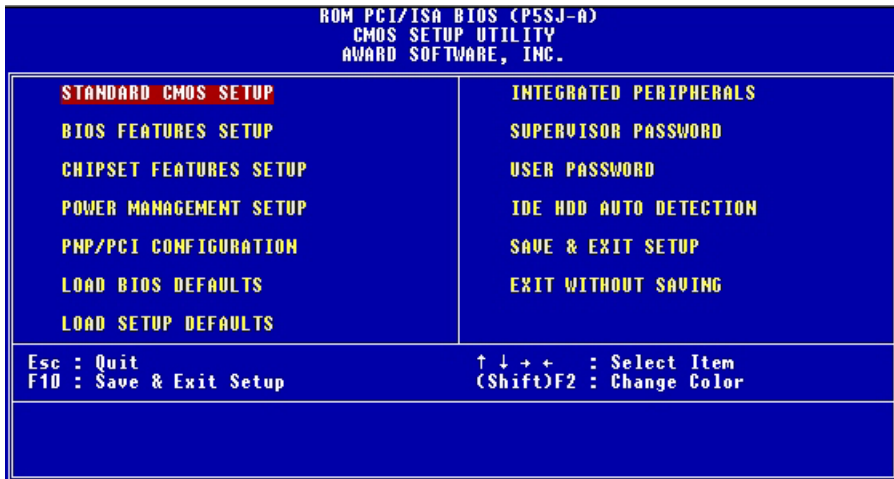 ROM PCI/ISA BIOS (P5SJ-A)
CMOS SETUP UTILITY
AWARD SOFTWARE, INC.
STANDARD CMOS SETUP
BIOS FEATURES SETUP
CHIPSET FEATURES SETUP
POWER MANAGEMENT SETUP
PNP/PCI CONFIGURATION
LOAD BIOS DEFAULTS
LOAD SETUP DEFAULTS
INTEGRATED PERIPHERALS
SUPERVISOR PASSWORD
USER PASSWORD
IDE HDD AUTO DETECTION
SAVE & EXIT SETUP
EXIT WITHOUT SAVING
Esc : Quit
F10 : Save & Exit Setup
↑ ↓ → ← : Select Item
(Shift)F2 : Change Color